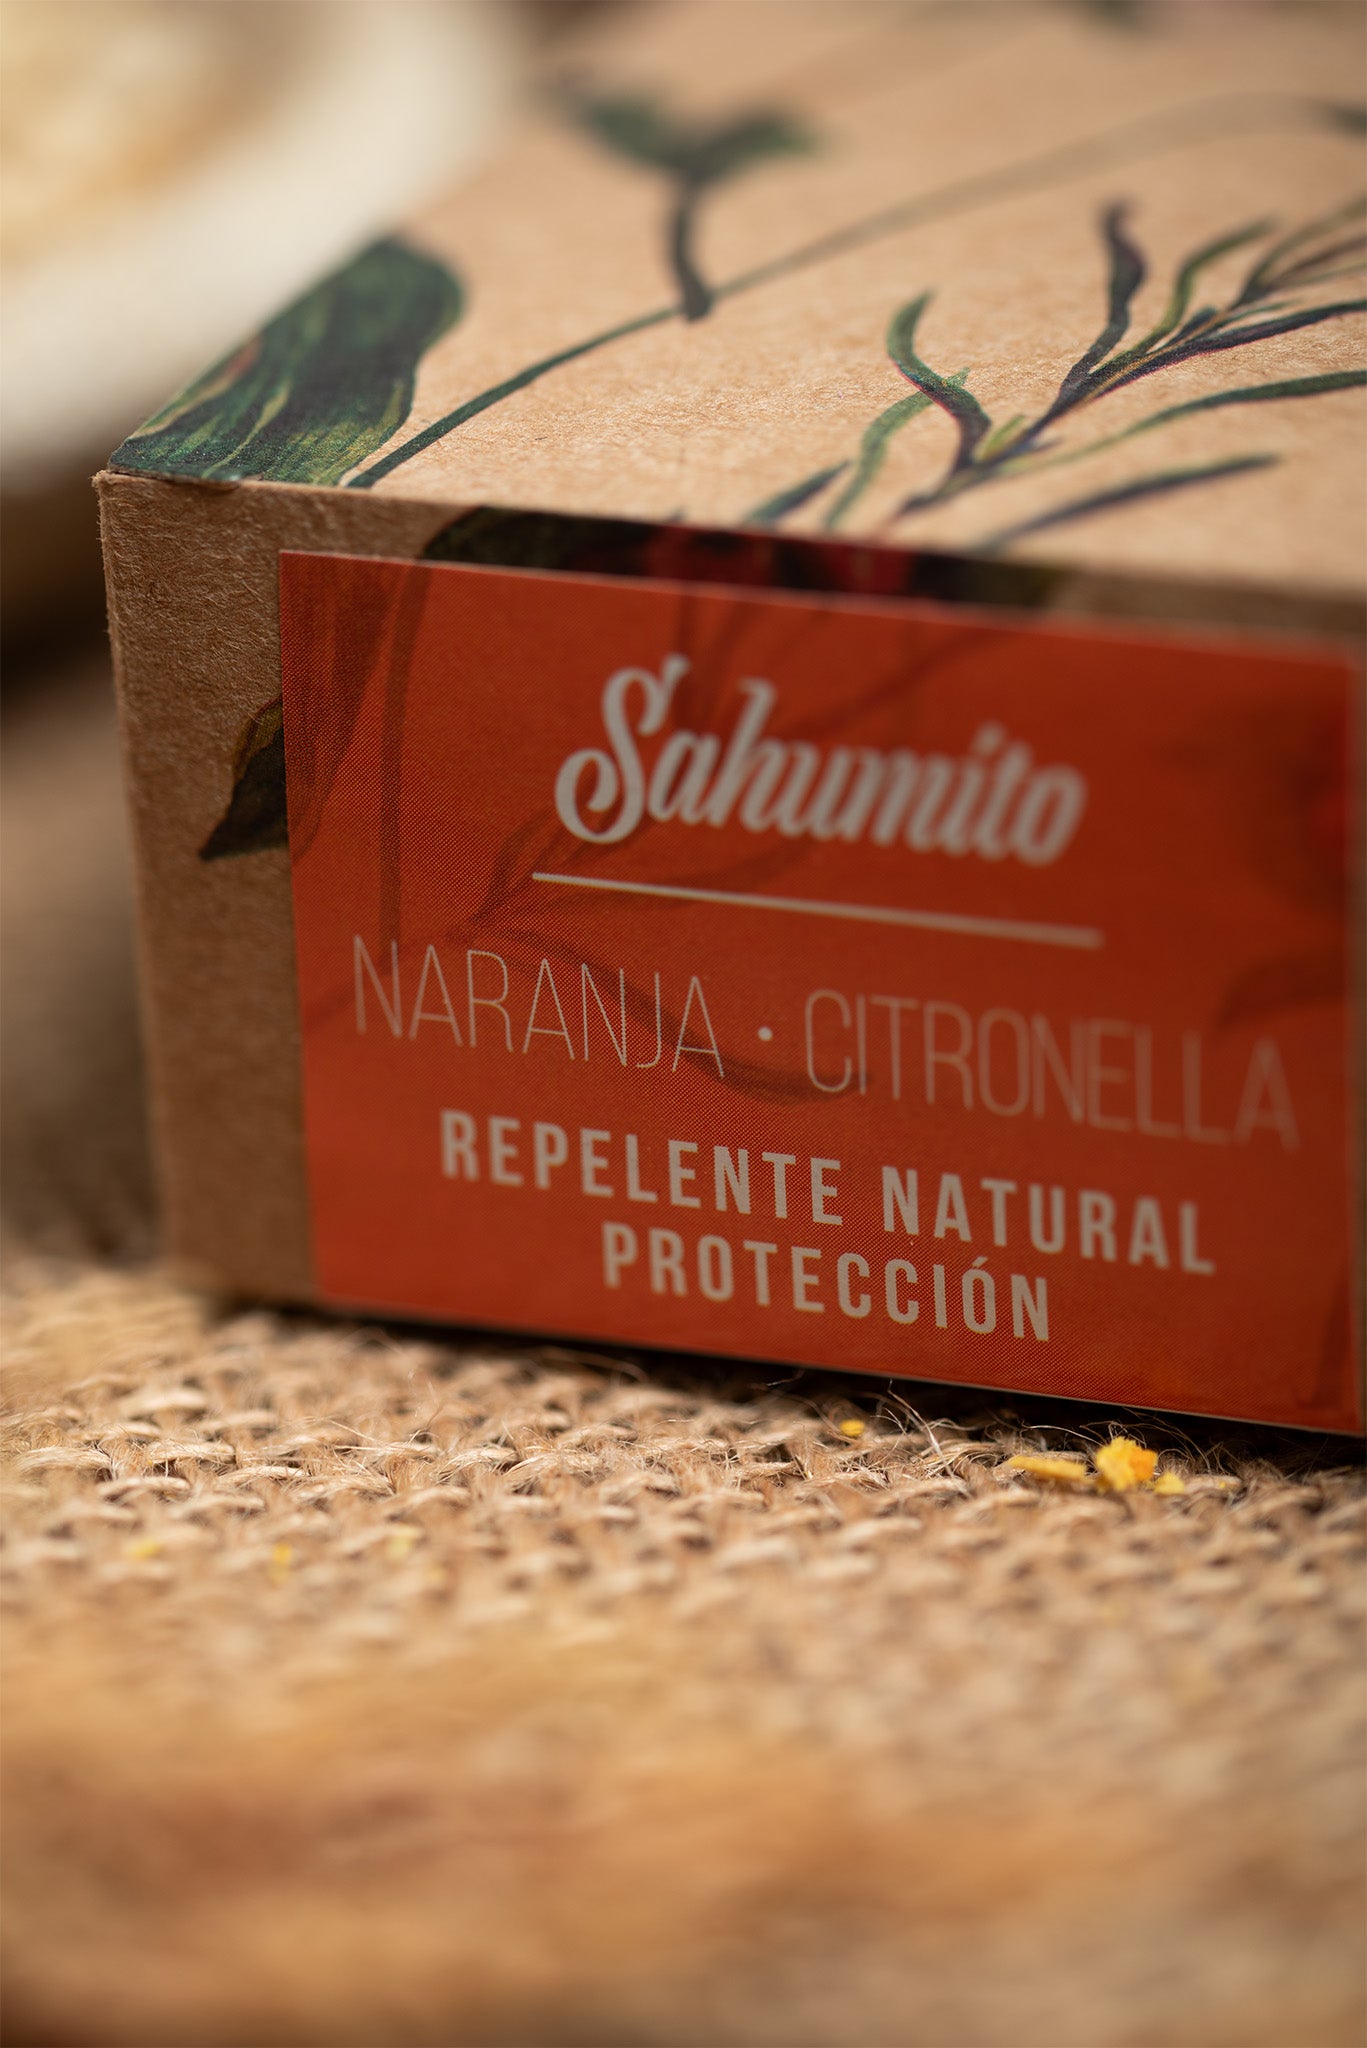 Sahumito
NARANJA • CITRONELLA
REPELENTE NATURAL
PROTECCIÓN